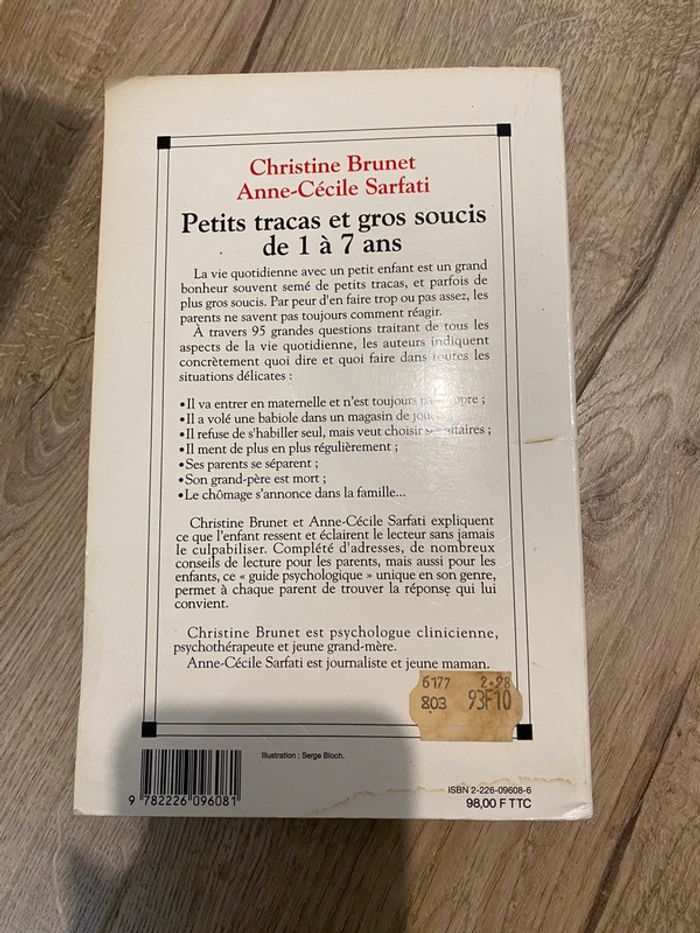 Christine Brunet
Anne-Cécile Sarfati
Petits tracas et gros soucis
de 1 à 7 ans
La vie quotidienne avec un petit enfant est un grand
bonheur souvent semé de petits tracas, et parfois de
plus gros soucis. Par peur d'en faire trop ou pas assez, les
parents ne savent pas toujours comment réagir.
À travers 95 grandes questions traitant de tous les
aspects de la vie quotidienne, les auteurs indiquent
concrètement quoi dire et quoi faire dans toutes les
situations délicates :
•Il va entrer en maternelle et n'est toujours pas propre ;
•Il a volé une babiole dans un magasin de
•Il refuse de s'habiller seul, mais veut choisir ses affaires ;
•Il ment de plus en plus régulièrement ;
•Ses parents se séparent ;
•Son grand-père est mort ;
•Le chômage s'annonce dans la famille...
Christine Brunet et Anne-Cécile Sarfati expliquent
ce que l'enfant ressent et éclairent le lecteur sans jamais
le culpabiliser. Complété d'adresses, de nombreux
conseils de lecture pour les parents, mais aussi pour les
enfants, ce « guide psychologique » unique en son genre,
permet à chaque parent de trouver la réponse qui lui
convient.
Christine Brunet est psychologue clinicienne,
psychothérapeute et jeune grand-mère.
Anne-Cécile Sarfati est journaliste et jeune maman.
6177 2-98
803 93F10
Illustration : Serge Bloch.
9 782226 096081
ISBN 2-226-09608-6
98,00 F TTC